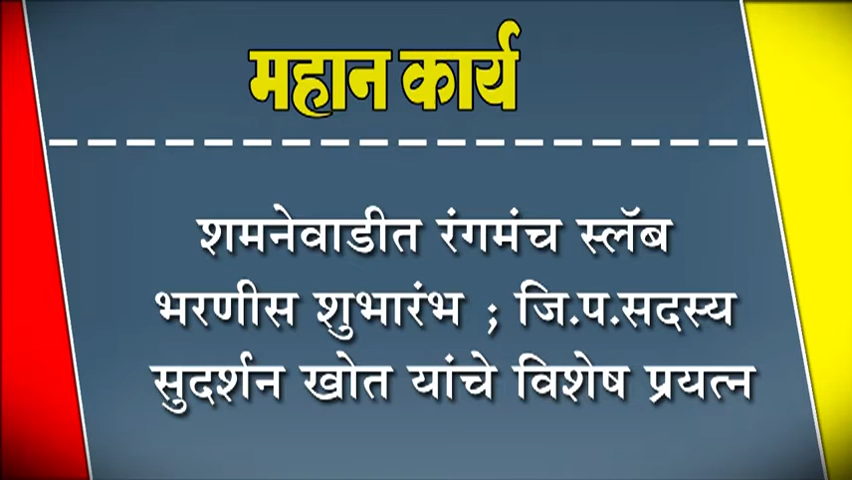 महान कार्य
शमनेवाडीत रंगमंच स्लॅब
भरणीस शुभारंभ ; जि.प.सदस्य
सुदर्शन खोत यांचे विशेष प्रयत्न